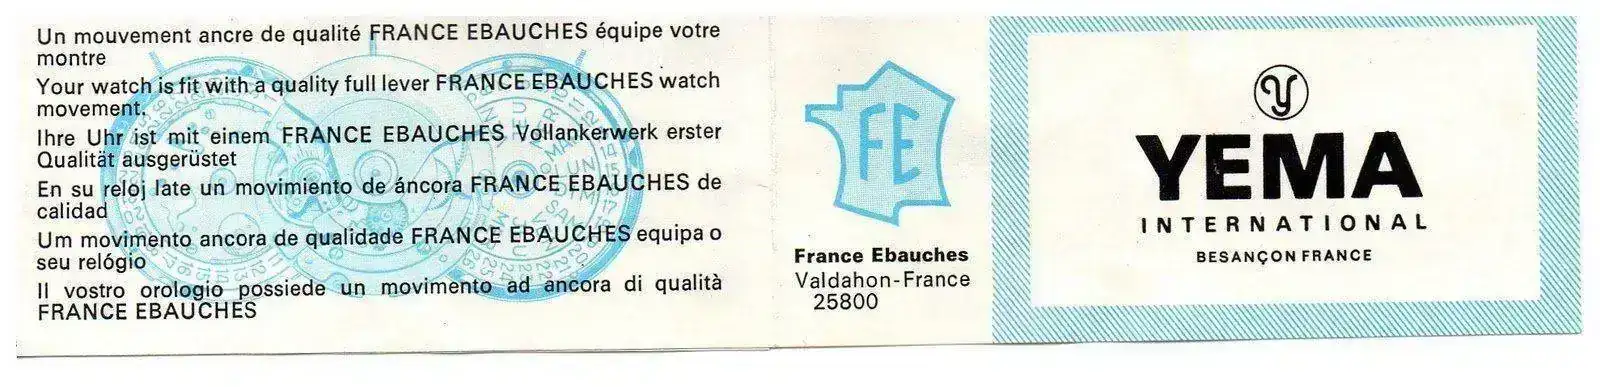 Un mouvement ancre de qualité FRANCE EBAUCHES équipe votre
montre
Your watch is fit with a quality full lever FRANCE EBAUCHES watch
movement.
Ihre Uhr ist mit einem FRANCE EBAUCHES Vollankerwerk erster
Qualität ausgerüstet
En su reloj late un movimiento de áncora FRANCE EBAUCHES de
calidad
Um movimento ancora de qualidade FRANCE EBAUCHES equipa o
seu relógio
Il vostro orologio possiede un movimento ad ancora di qualità
FRANCE EBAUCHES
FE
France Ebauches
Valdahon-France
25800
Y
YEMA
INTERNATIONAL
BESANÇON FRANCE